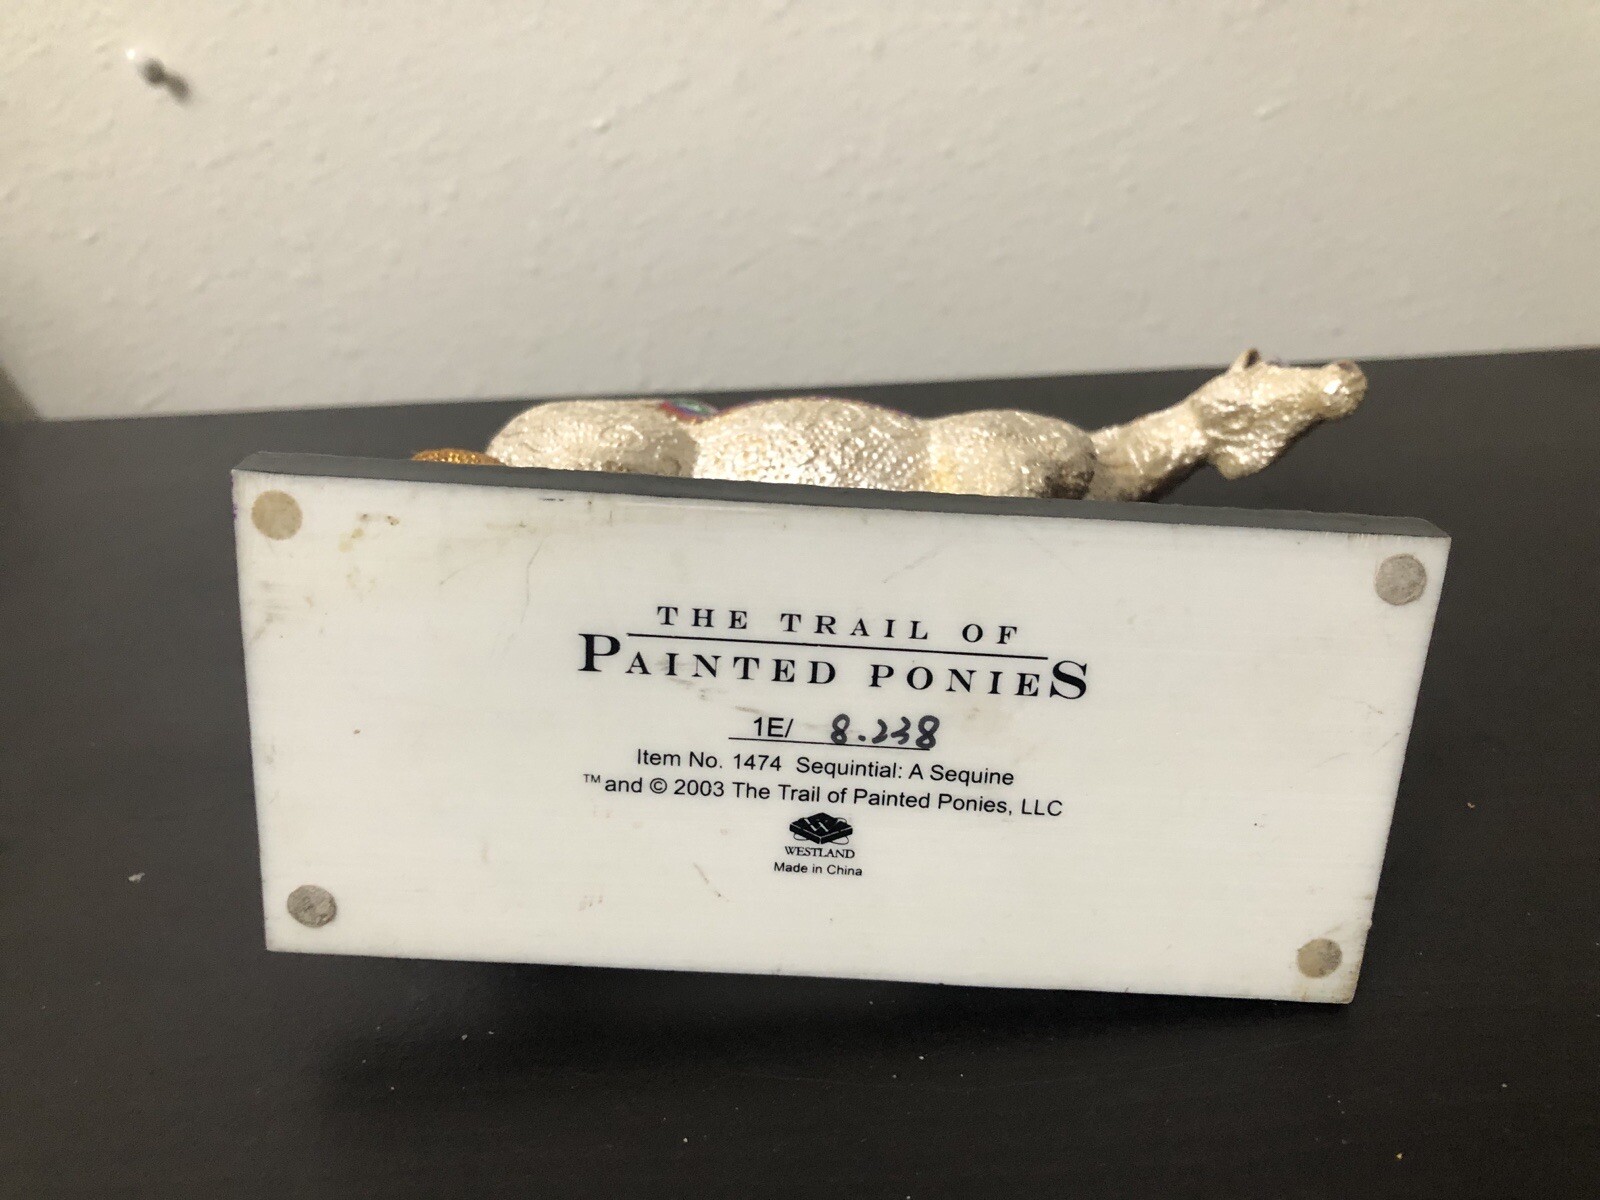 THE TRAIL OF
PAINTED PONIES
1E/ 8.238
Item No. 1474 Sequintial: A Sequine
™ and © 2003 The Trail of Painted Ponies, LLC
WESTLAND
Made in China